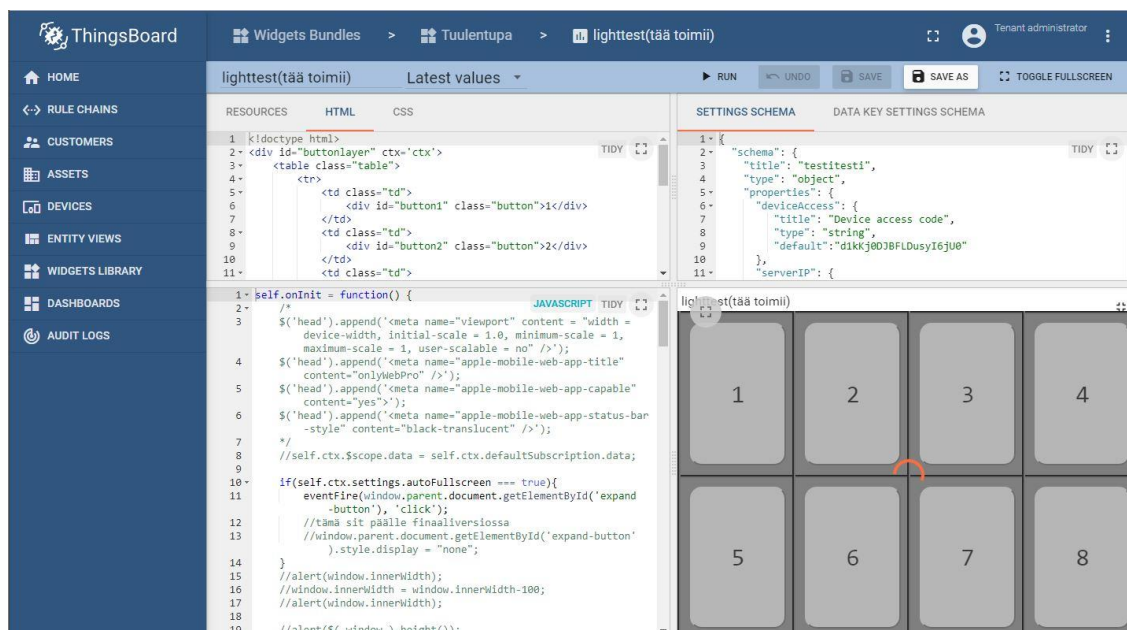 ThingsBoard
Widgets Bundles > Tuulentupa > lighttest(tää toimii)
Tenant administrator
HOME
RULE CHAINS
CUSTOMERS
ASSETS
DEVICES
ENTITY VIEWS
WIDGETS LIBRARY
DASHBOARDS
AUDIT LOGS
lighttest(tää toimii) Latest values
RUN UNDO SAVE SAVE AS TOGGLE FULLSCREEN
RESOURCES HTML CSS
TIDY
1 <!doctype html>
2 <div id="buttonlayer" ctx='ctx'>
3 <table class="table">
4 <tr>
5 <td class="td">
6 <div id="button1" class="button">1</div>
7 </td>
8 <td class="td">
9 <div id="button2" class="button">2</div>
10 </td>
11 <td class="td">
SETTINGS SCHEMA DATA KEY SETTINGS SCHEMA
TIDY
1 {
2 "schema": {
3 "title": "testitesti",
4 "type": "object",
5 "properties": {
6 "deviceAccess": {
7 "title": "Device access code",
8 "type": "string",
9 "default":"d1kKj0DJBFLDusyI6jU0"
10 },
11 "serverIP": {
JAVASCRIPT TIDY
1 self.onInit = function() {
2 /*
3 $('head').append('<meta name="viewport" content = "width =
device-width, initial-scale = 1.0, minimum-scale = 1,
maximum-scale = 1, user-scalable = no" />');
4 $('head').append('<meta name="apple-mobile-web-app-title"
content="onlyWebPro" />');
5 $('head').append('<meta name="apple-mobile-web-app-capable"
content="yes">');
6 $('head').append('<meta name="apple-mobile-web-app-status-bar
-style" content="black-translucent" />');
7 */
8 //self.ctx.$scope.data = self.ctx.defaultSubscription.data;
9
10 if(self.ctx.settings.autoFullscreen === true){
11 eventFire(window.parent.document.getElementById('expand
-button'), 'click');
12 //tämä sit päälle finaaliversiossa
13 //window.parent.document.getElementById('expand-button'
).style.display = "none";
14 }
15 //alert(window.innerWidth);
16 //window.innerWidth = window.innerWidth-100;
17 //alert(window.innerWidth);
18
19 //alert($( window ).height());
lighttest(tää toimii)
1 2 3 4
5 6 7 8